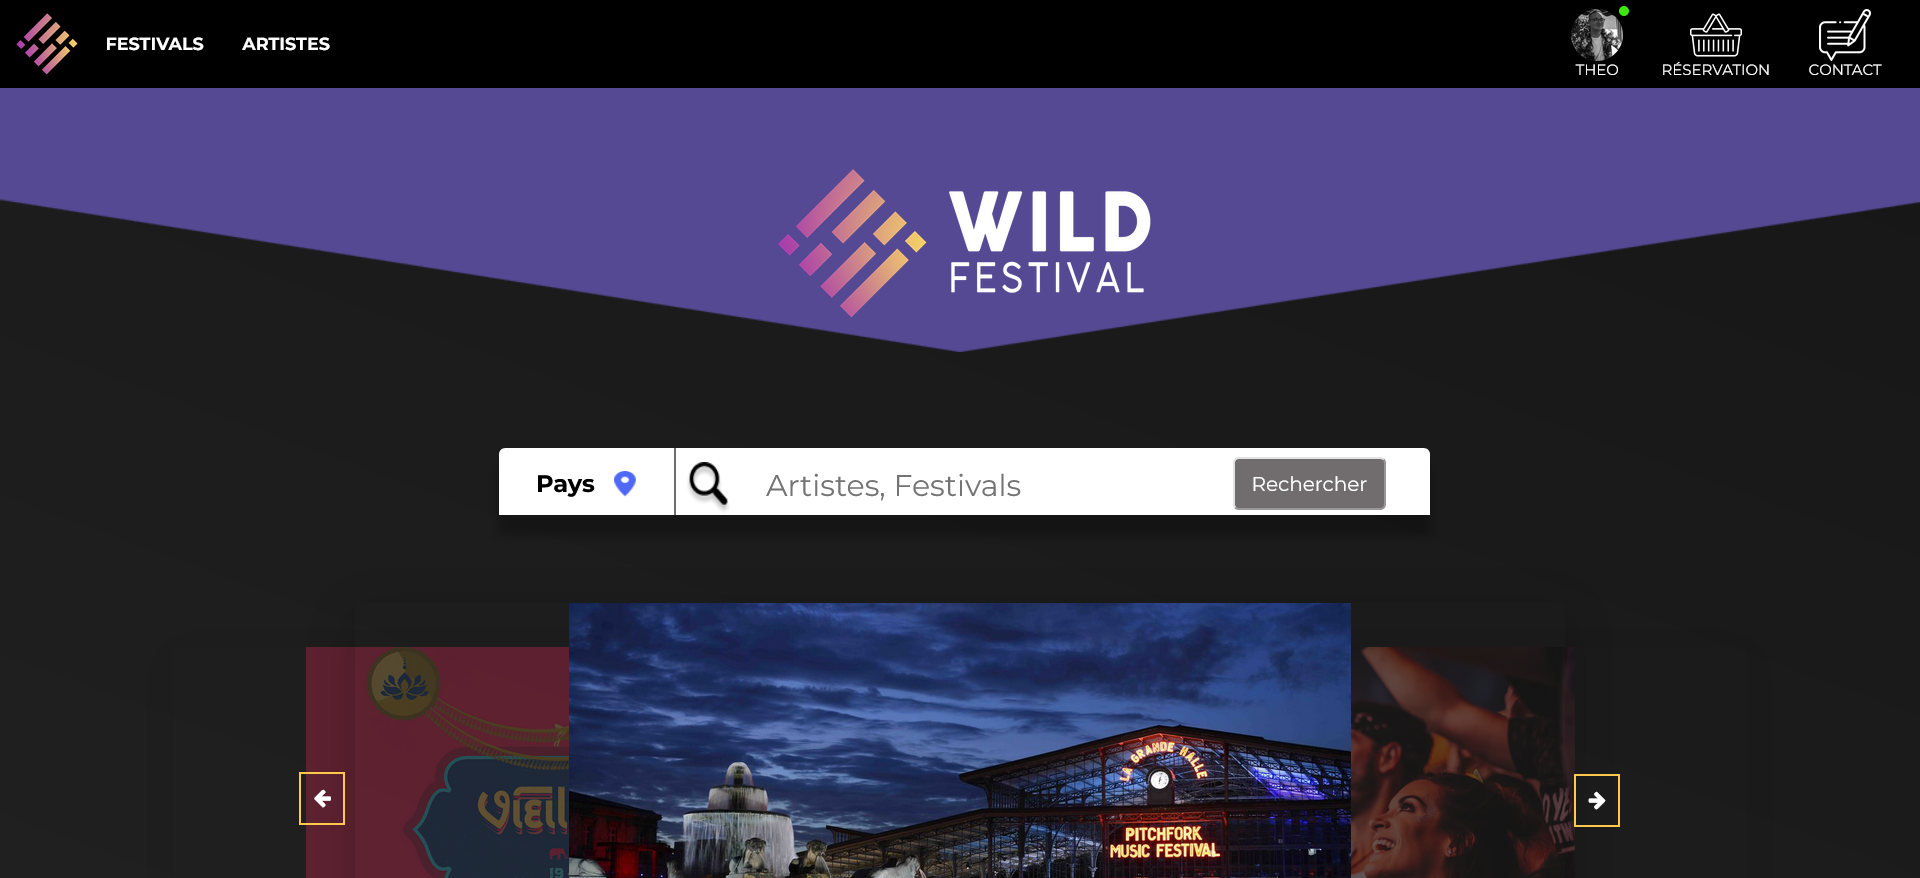 FESTIVALS
ARTISTES
THEO
RÉSERVATION
CONTACT
WILD
FESTIVAL
Pays
Artistes, Festivals
Rechercher
LA GRANDE HALLE
PITCHFORK
MUSIC FESTIVAL